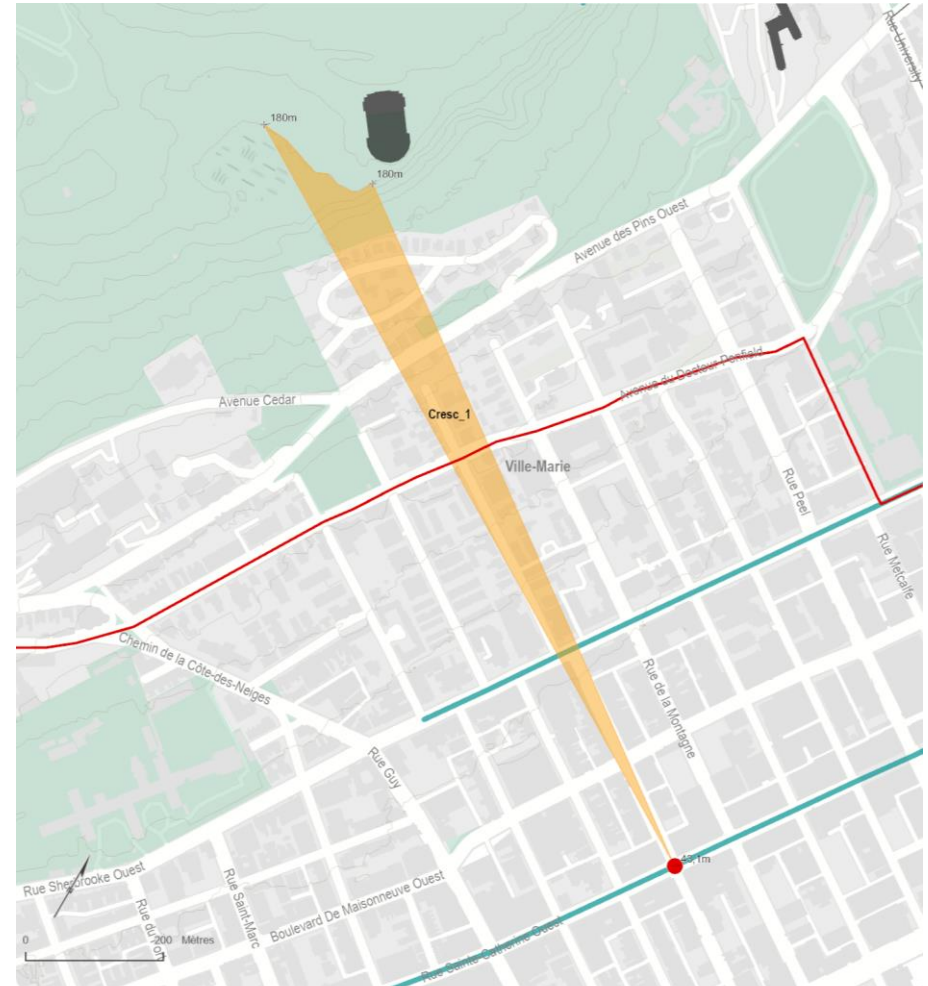 Rue University
180m
180m
Avenue des Pins Ouest
Avenue du Docteur Penfield
Avenue Cedar
Cresc_1
Ville-Marie
Rue Peel
Rue Metcalfe
Chemin de la Côte-des-Neiges
Rue de la Montagne
Rue Guy
43,1m
Rue Sherbrooke Ouest
Boulevard De Maisonneuve Ouest
Rue Saint-Marc
Rue du Fort
Rue Sainte-Catherine Ouest
0 200 Mètres